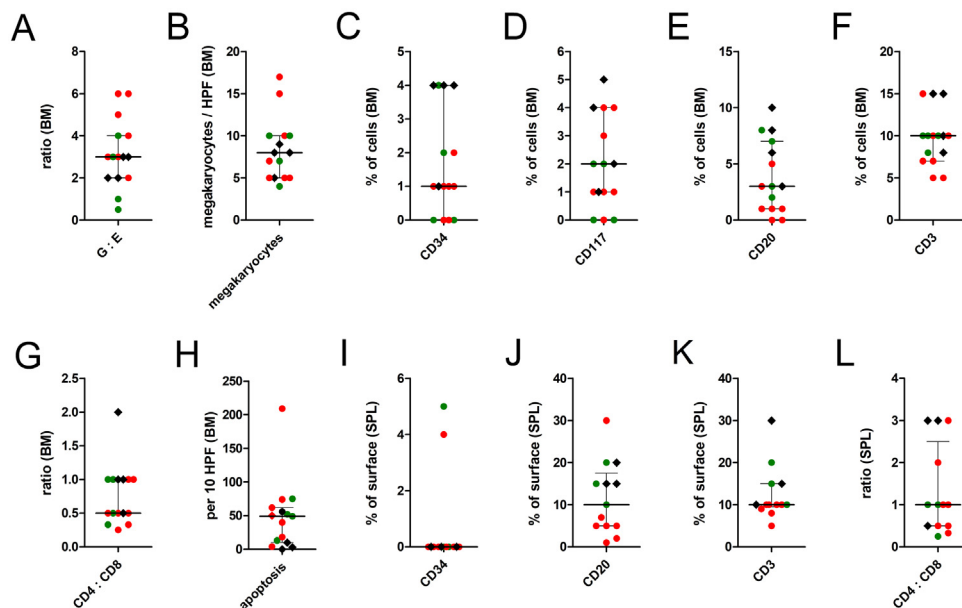 A
ratio (BM)
8
6
4
2
0
G : E
B
megakaryocytes / HPF (BM)
20
15
10
5
0
megakaryocytes
C
% of cells (BM)
5
4
3
2
1
0
CD34
D
% of cells (BM)
6
5
4
3
2
1
0
CD117
E
% of cells (BM)
15
10
5
0
CD20
F
% of cells (BM)
20
15
10
5
0
CD3
G
ratio (BM)
2.5
2.0
1.5
1.0
0.5
0.0
CD4 : CD8
H
per 10 HPF (BM)
250
200
150
100
50
0
apoptosis
I
% of surface (SPL)
6
4
2
0
CD34
J
% of surface (SPL)
40
30
20
10
0
CD20
K
% of surface (SPL)
40
30
20
10
0
CD3
L
ratio (SPL)
4
3
2
1
0
CD4 : CD8